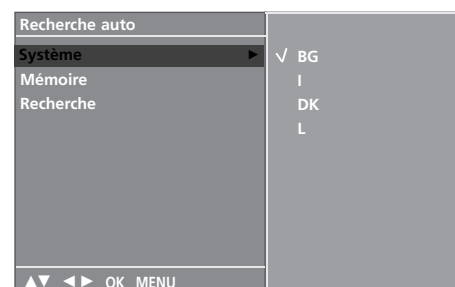 Recherche auto
Système ►
Mémoire
Recherche
√ BG
I
DK
L
▲▼ ◄► OK MENU